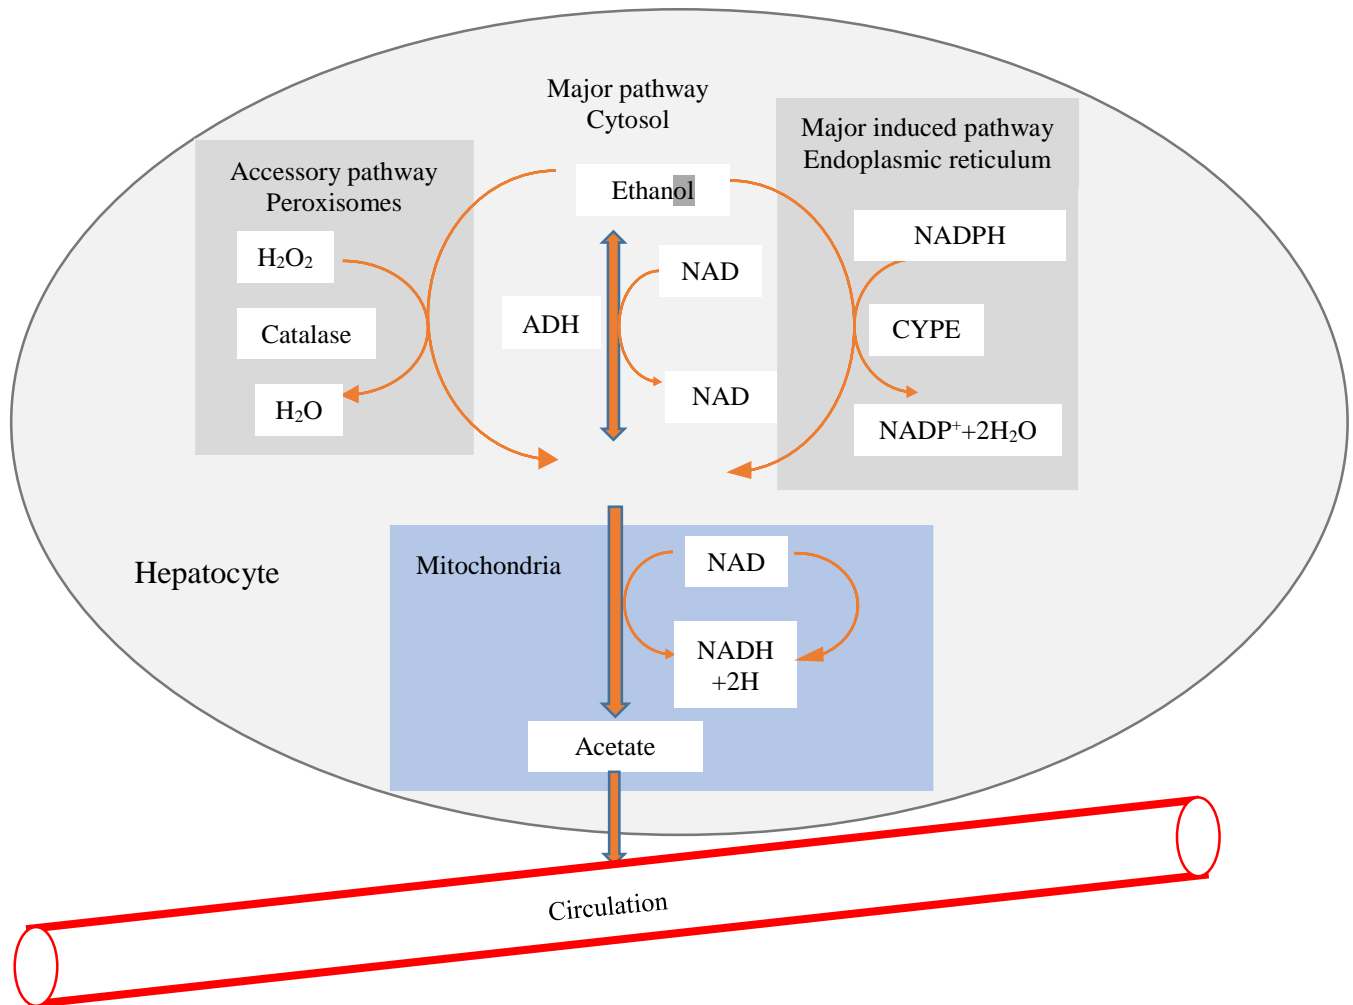 Major pathway
Cytosol
Accessory pathway
Peroxisomes
H₂O₂
Catalase
H₂O
Ethanol
ADH
NAD
NAD
Major induced pathway
Endoplasmic reticulum
NADPH
CYPE
NADP⁺+2H₂O
Hepatocyte
Mitochondria
NAD
NADH
+2H
Acetate
Circulation